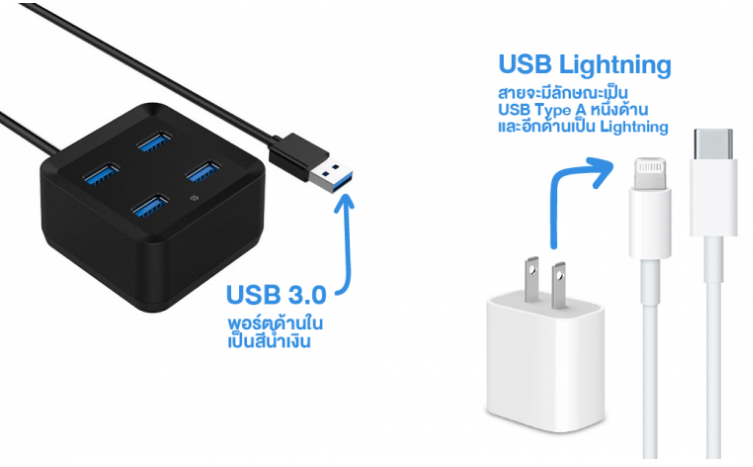 USB Lightning
สายจะมีลักษณะเป็น
USB Type A หนึ่งด้าน
และอีกด้านเป็น Lightning
USB 3.0
พอร์ตด้านใน
เป็นสีน้ำเงิน